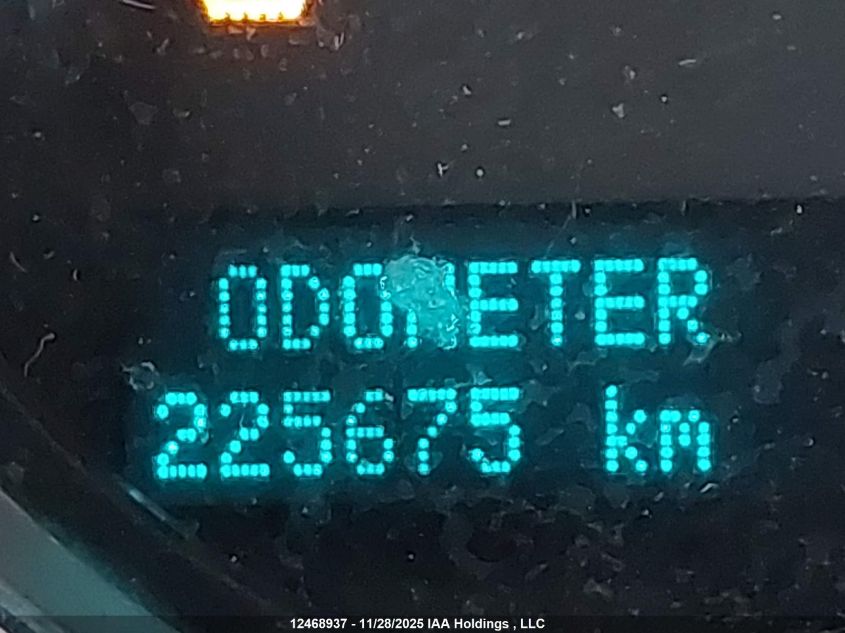 ODOMETER
225675 km
12468937 - 11/28/2025 IAA Holdings , LLC